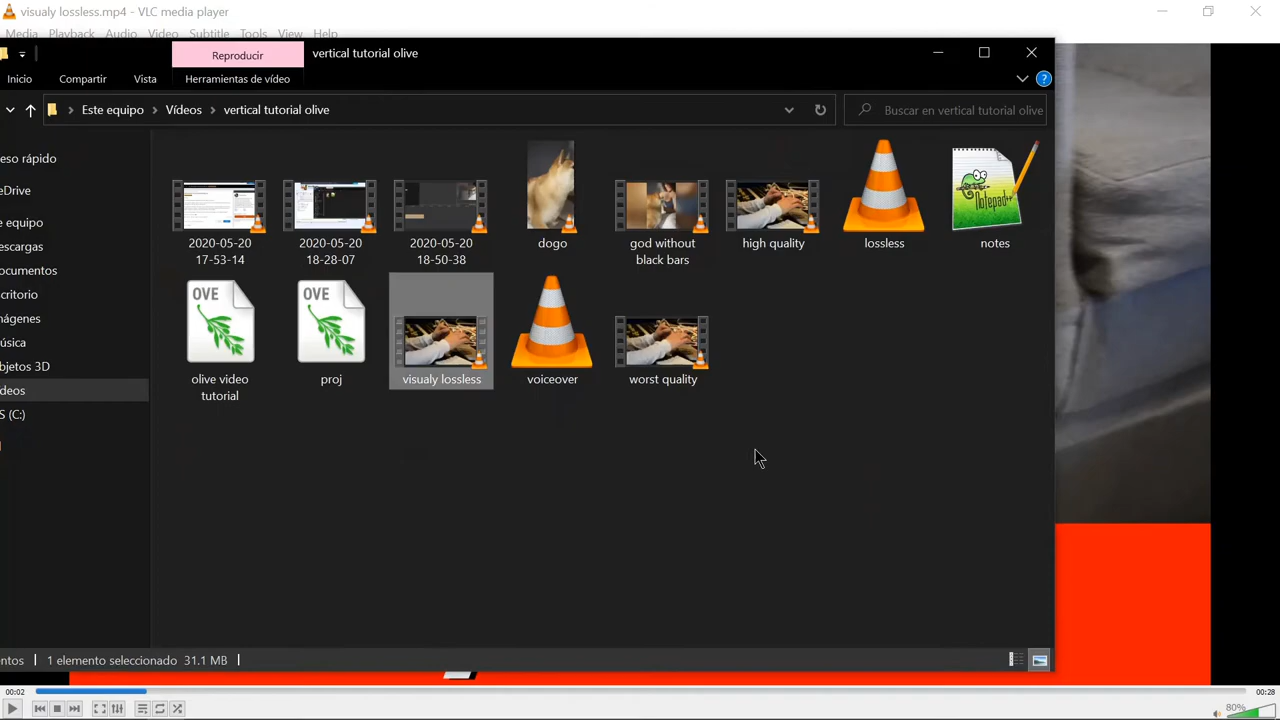 visualy lossless.mp4 - VLC media player
Media Playback Audio Video Subtitle Tools View Help
Reproducir
vertical tutorial olive
Inicio
Compartir
Vista
Herramientas de vídeo
?
Este equipo > Vídeos > vertical tutorial olive
Buscar en vertical tutorial olive
eso rápido
eDrive
e equipo
escargas
ocumentos
critorio
mágenes
úsica
bjetos 3D
deos
S (C:)
2020-05-20
17-53-14
2020-05-20
18-28-07
2020-05-20
18-50-38
dogo
god without
black bars
high quality
lossless
Notepad++
notes
OVE
olive video
tutorial
OVE
proj
visualy lossless
voiceover
worst quality
ntos
1 elemento seleccionado 31.1 MB
00:02
00:28
80%